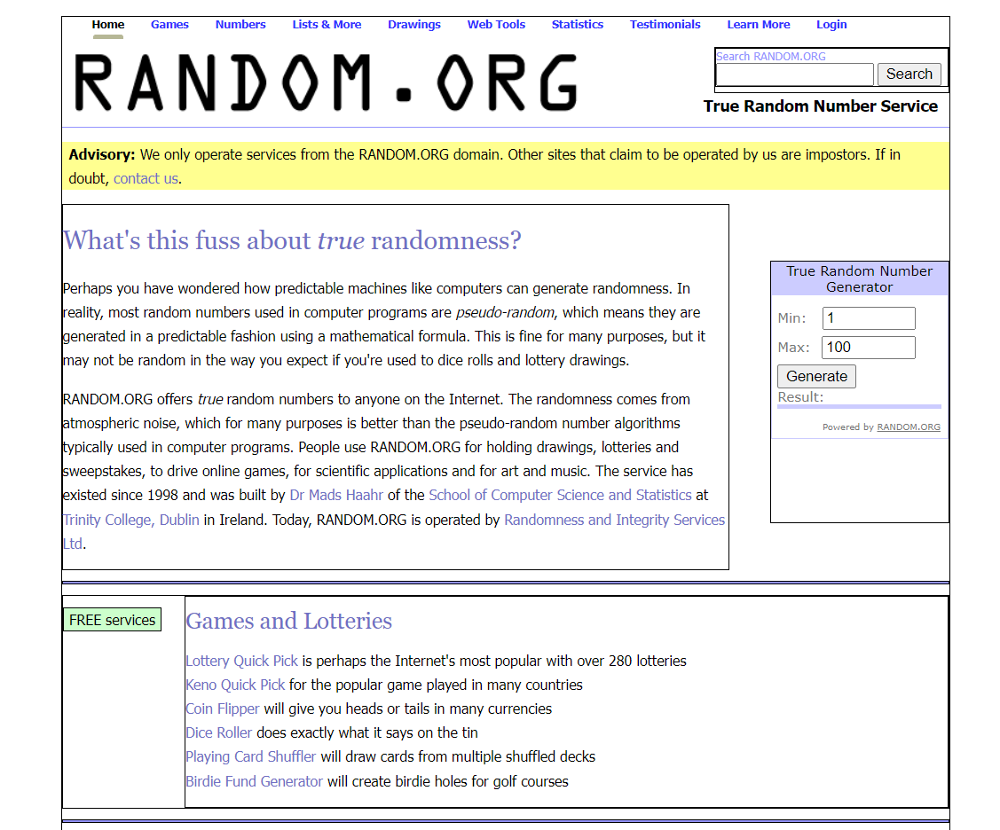 Home Games Numbers Lists & More Drawings Web Tools Statistics Testimonials Learn More Login
RANDOM.ORG
Search RANDOM.ORG
Search
True Random Number Service
Advisory: We only operate services from the RANDOM.ORG domain. Other sites that claim to be operated by us are impostors. If in
doubt, contact us.
What's this fuss about true randomness?
Perhaps you have wondered how predictable machines like computers can generate randomness. In
reality, most random numbers used in computer programs are pseudo-random, which means they are
generated in a predictable fashion using a mathematical formula. This is fine for many purposes, but it
may not be random in the way you expect if you're used to dice rolls and lottery drawings.
RANDOM.ORG offers true random numbers to anyone on the Internet. The randomness comes from
atmospheric noise, which for many purposes is better than the pseudo-random number algorithms
typically used in computer programs. People use RANDOM.ORG for holding drawings, lotteries and
sweepstakes, to drive online games, for scientific applications and for art and music. The service has
existed since 1998 and was built by Dr Mads Haahr of the School of Computer Science and Statistics at
Trinity College, Dublin in Ireland. Today, RANDOM.ORG is operated by Randomness and Integrity Services
Ltd.
True Random Number
Generator
Min: 1
Max: 100
Generate
Result:
Powered by RANDOM.ORG
FREE services
Games and Lotteries
Lottery Quick Pick is perhaps the Internet's most popular with over 280 lotteries
Keno Quick Pick for the popular game played in many countries
Coin Flipper will give you heads or tails in many currencies
Dice Roller does exactly what it says on the tin
Playing Card Shuffler will draw cards from multiple shuffled decks
Birdie Fund Generator will create birdie holes for golf courses